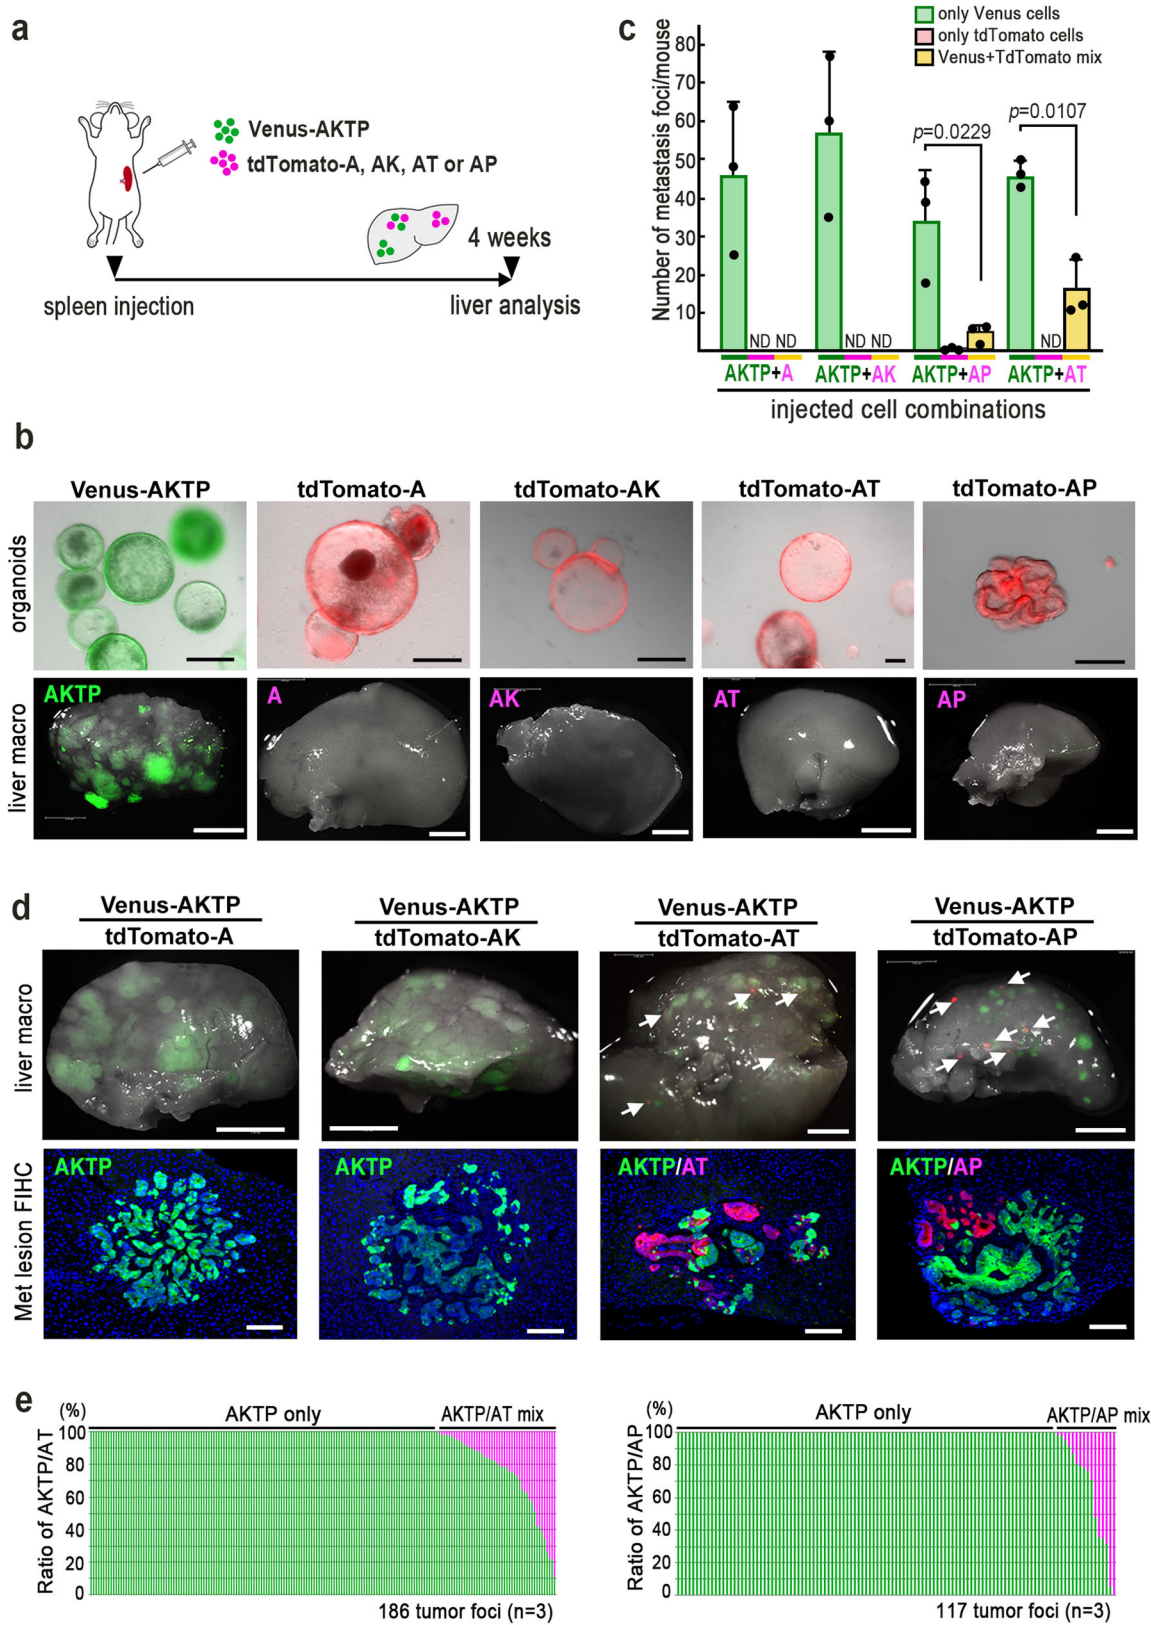 a
Venus-AKTP
tdTomato-A, AK, AT or AP
4 weeks
spleen injection
liver analysis
c
only Venus cells
only tdTomato cells
Venus+TdTomato mix
Number of metastasis foci/mouse
80
70
60
50
40
30
20
10
p=0.0229
p=0.0107
ND ND
ND ND
ND
AKTP+A
AKTP+AK
AKTP+AP
AKTP+AT
injected cell combinations
b
Venus-AKTP
tdTomato-A
tdTomato-AK
tdTomato-AT
tdTomato-AP
organoids
liver macro
AKTP
A
AK
AT
AP
d
Venus-AKTP
tdTomato-A
Venus-AKTP
tdTomato-AK
Venus-AKTP
tdTomato-AT
Venus-AKTP
tdTomato-AP
liver macro
Met lesion FIHC
AKTP
AKTP
AKTP/AT
AKTP/AP
e
(%)
AKTP only
AKTP/AT mix
Ratio of AKTP/AT
100
80
60
40
20
0
186 tumor foci (n=3)
(%)
AKTP only
AKTP/AP mix
Ratio of AKTP/AP
100
80
60
40
20
0
117 tumor foci (n=3)